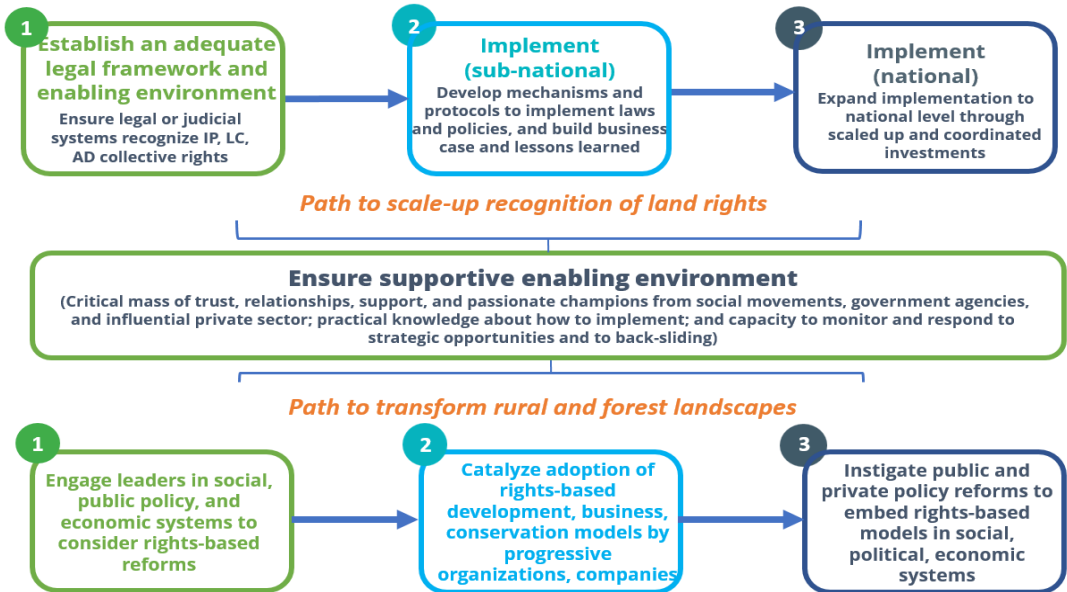 1
Establish an adequate
legal framework and
enabling environment
Ensure legal or judicial
systems recognize IP, LC,
AD collective rights
2
Implement
(sub-national)
Develop mechanisms and
protocols to implement laws
and policies, and build business
case and lessons learned
3
Implement
(national)
Expand implementation to
national level through
scaled up and coordinated
investments
Path to scale-up recognition of land rights
Ensure supportive enabling environment
(Critical mass of trust, relationships, support, and passionate champions from social movements, government agencies,
and influential private sector; practical knowledge about how to implement; and capacity to monitor and respond to
strategic opportunities and to back-sliding)
Path to transform rural and forest landscapes
1
Engage leaders in social,
public policy, and
economic systems to
consider rights-based
reforms
2
Catalyze adoption of
rights-based
development, business,
conservation models by
progressive
organizations, companies
3
Instigate public and
private policy reforms to
embed rights-based
models in social,
political, economic
systems